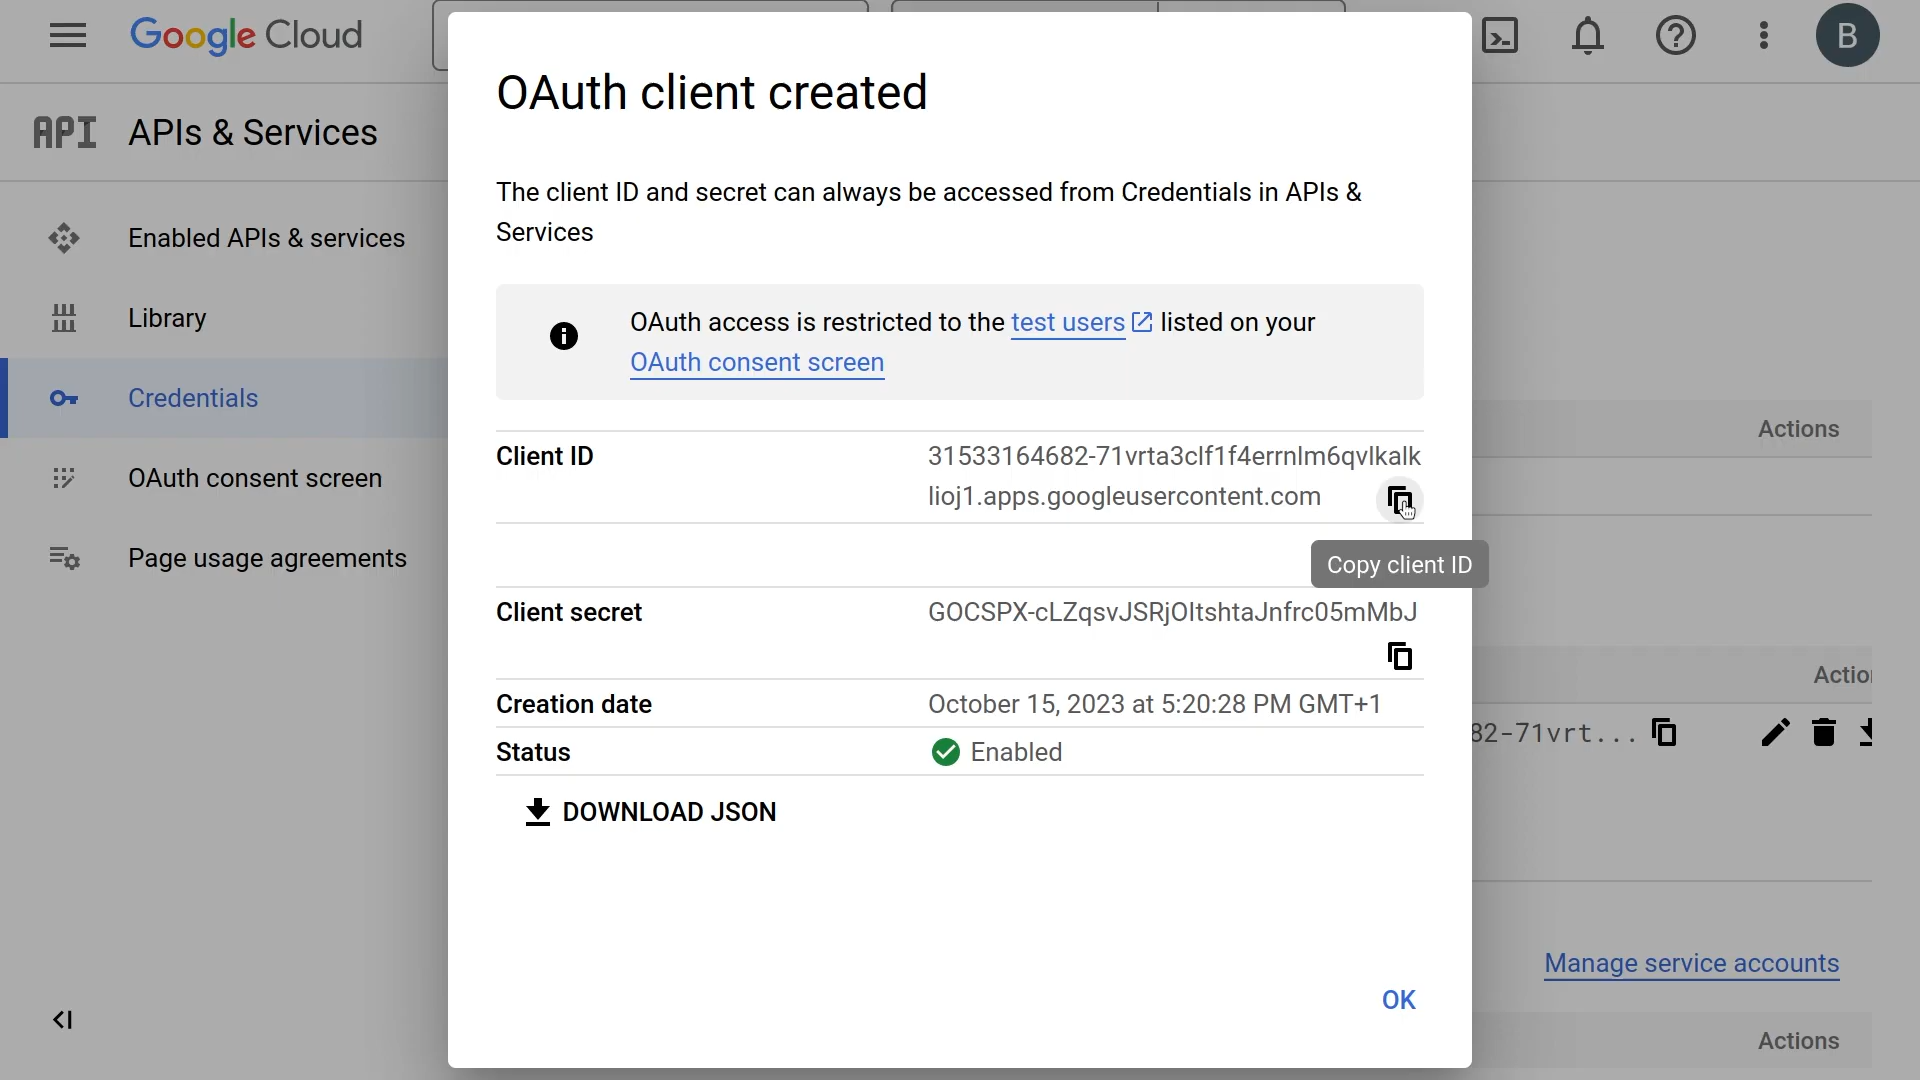 Google Cloud
B
API
APIs & Services
Enabled APIs & services
Library
Credentials
OAuth consent screen
Page usage agreements
OAuth client created
The client ID and secret can always be accessed from Credentials in APIs &
Services
OAuth access is restricted to the test users listed on your
OAuth consent screen
Client ID
31533164682-71vrta3clf1f4errnlm6qvlkalk
lioj1.apps.googleusercontent.com
Copy client ID
Client secret
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
Creation date October 15, 2023 at 5:20:28 PM GMT+1
Status Enabled
DOWNLOAD JSON
OK
Actions
Actio
82-71vrt...
Manage service accounts
Actions